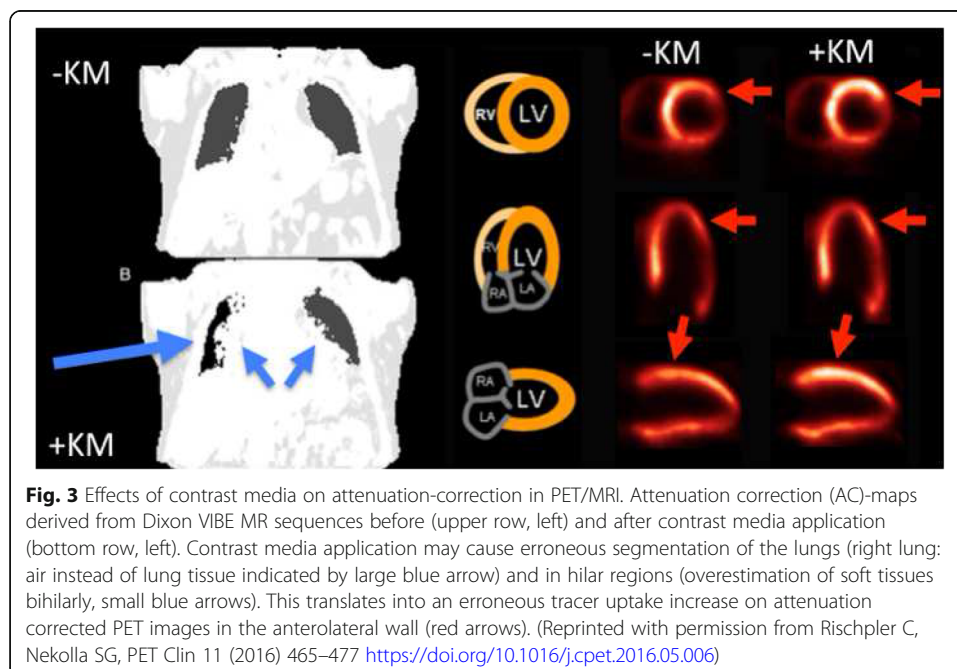 -KM
-KM
+KM
RV
LV
RV
LV
RA
LA
B
RA
LA
LV
+KM
Fig. 3 Effects of contrast media on attenuation-correction in PET/MRI. Attenuation correction (AC)-maps
derived from Dixon VIBE MR sequences before (upper row, left) and after contrast media application
(bottom row, left). Contrast media application may cause erroneous segmentation of the lungs (right lung:
air instead of lung tissue indicated by large blue arrow) and in hilar regions (overestimation of soft tissues
bihilarly, small blue arrows). This translates into an erroneous tracer uptake increase on attenuation
corrected PET images in the anterolateral wall (red arrows). (Reprinted with permission from Rischpler C,
Nekolla SG, PET Clin 11 (2016) 465–477 https://doi.org/10.1016/j.cpet.2016.05.006)